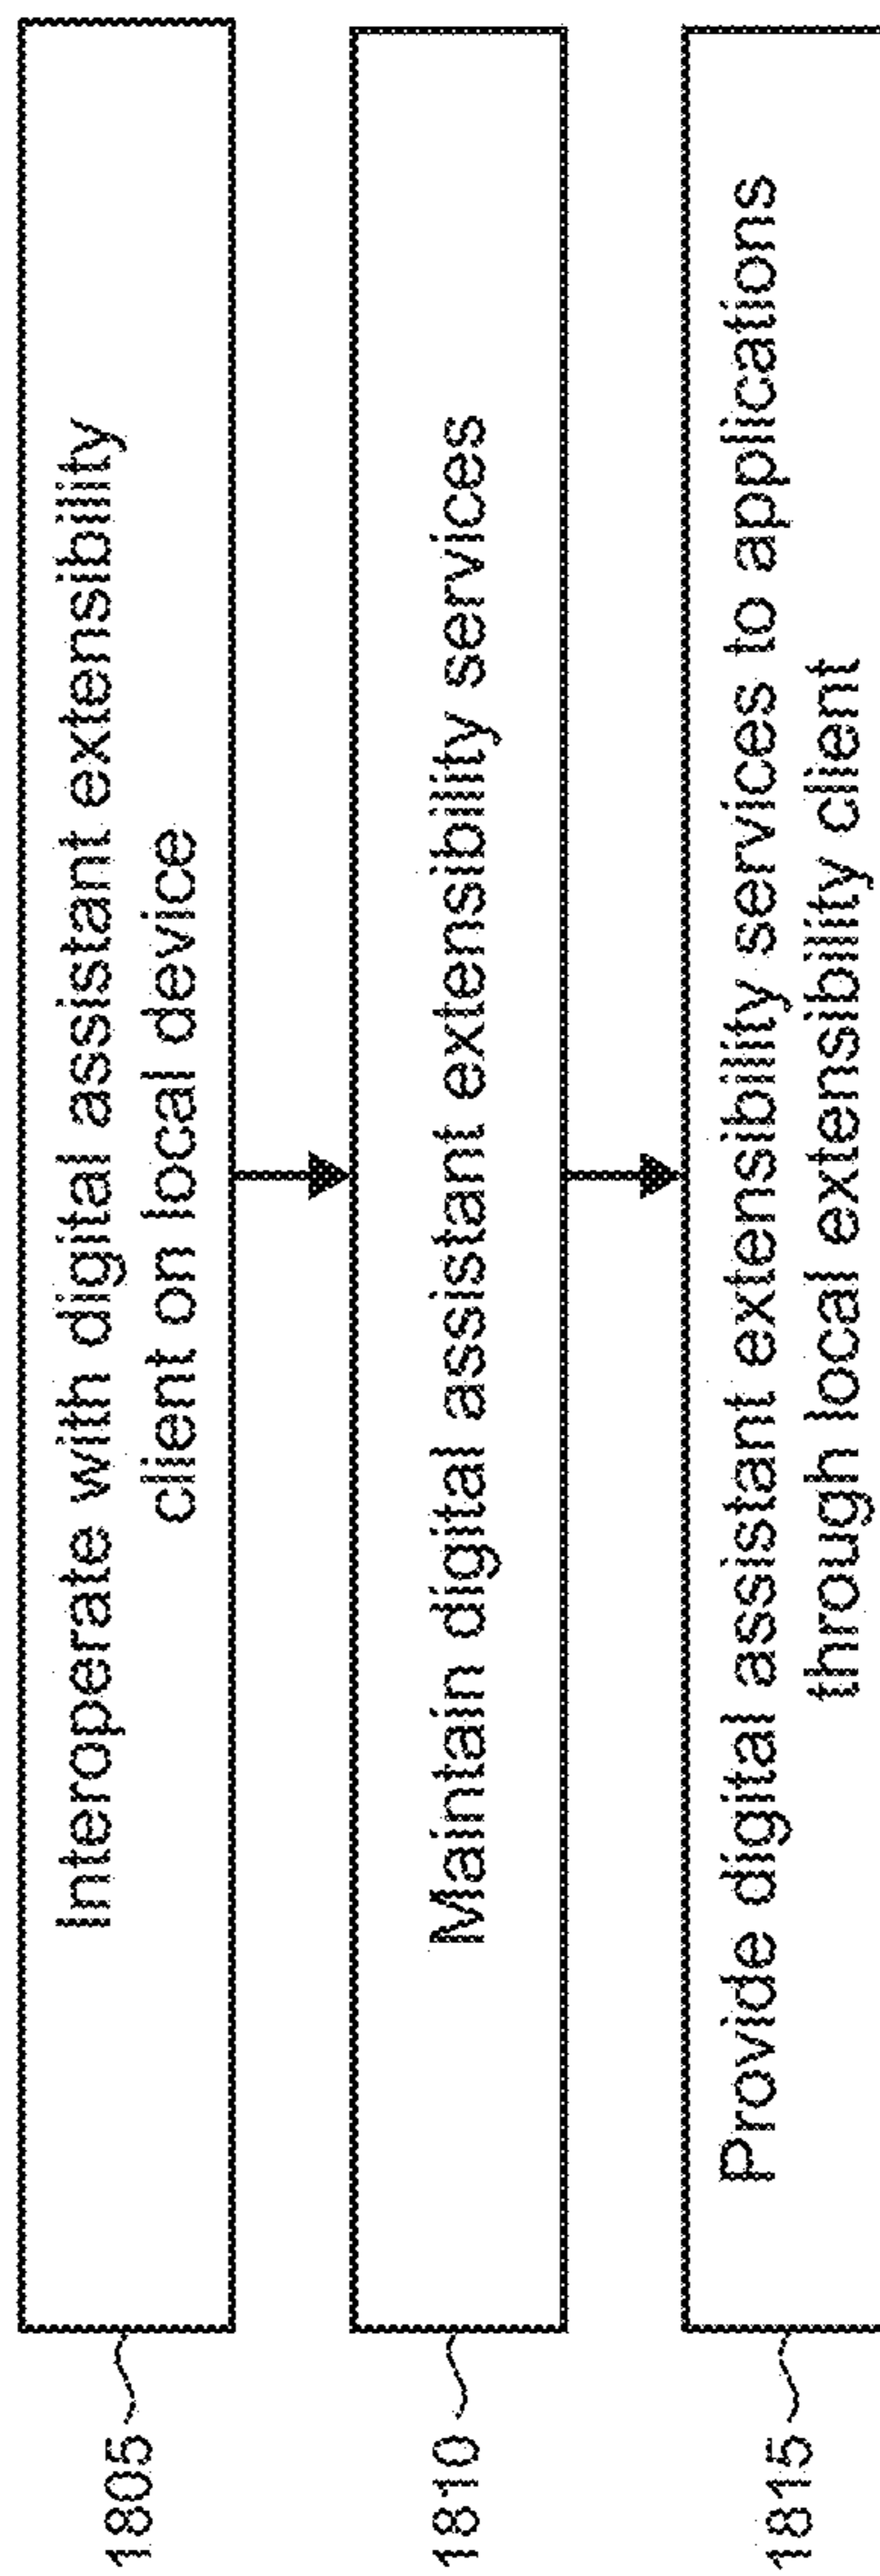 1805
Interoperate with digital assistant extensibility
client on local device
1810
Maintain digital assistant extensibility services
1815
Provide digital assistant extensibility services to applications
through local extensibility client